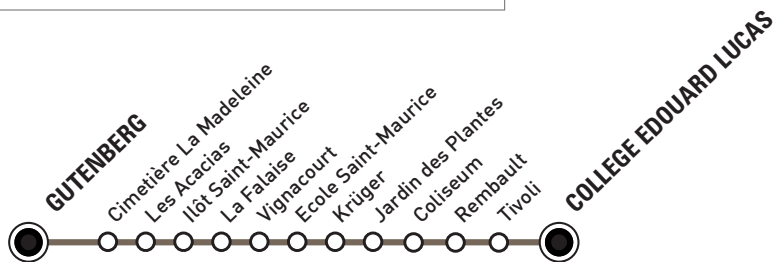 GUTENBERG
Cimetière La Madeleine
Les Acacias
Ilôt Saint-Maurice
La Falaise
Vignacourt
Ecole Saint-Maurice
Krüger
Jardin des Plantes
Coliseum
Rembault
Tivoli
COLLEGE EDOUARD LUCAS